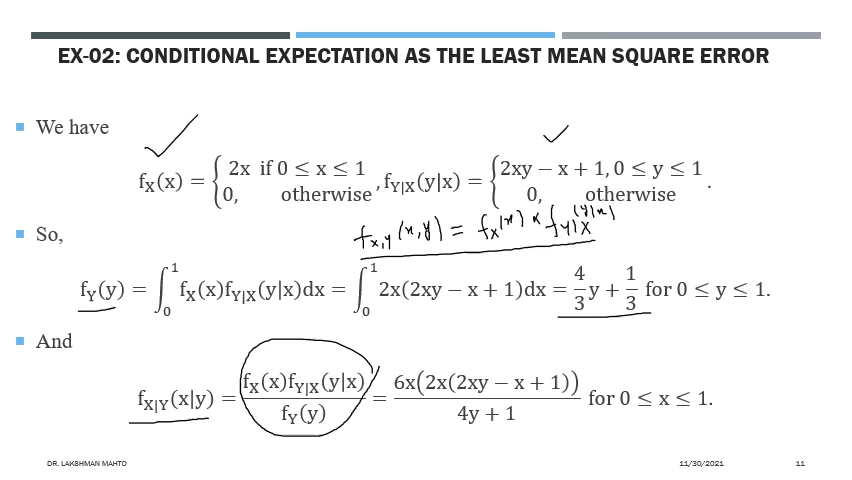 EX-02: CONDITIONAL EXPECTATION AS THE LEAST MEAN SQUARE ERROR
▪ We have
f_X(x) = { 2x if 0 ≤ x ≤ 1 0, otherwise , f_{Y|X}(y|x) = { 2xy − x + 1, 0 ≤ y ≤ 1 0, otherwise .
▪ So,
f_{x,y}(x,y) = f_x(x) × f_{y|x}(y|x)
f_Y(y) = ∫_0^1 f_X(x)f_{Y|X}(y|x)dx = ∫_0^1 2x(2xy − x + 1)dx = 4/3 y + 1/3 for 0 ≤ y ≤ 1.
▪ And
f_{X|Y}(x|y) = f_X(x)f_{Y|X}(y|x) / f_Y(y) = 6x(2x(2xy − x + 1)) / 4y + 1 for 0 ≤ x ≤ 1.
DR. LAKSHMAN MAHTO 11/30/2021 11